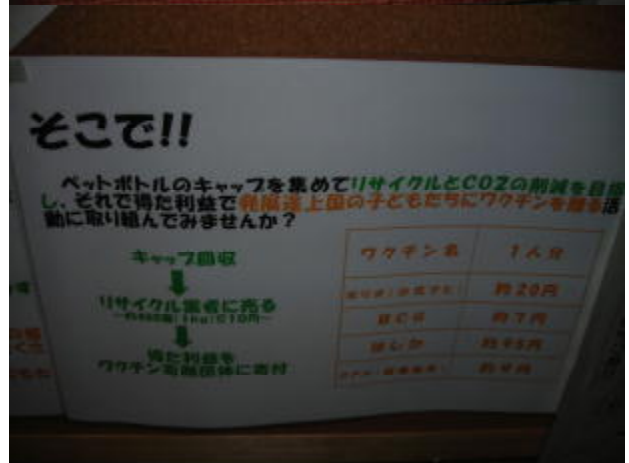 そこで!!
ペットボトルのキャップを集めてリサイクルとCO2の削減を目指
し、それで得た利益で発展途上国の子どもたちにワクチンを贈る活
動に取り組んでみませんか？
キャップ回収
リサイクル業者に売る
得た利益を
ワクチン支援団体に寄付
ワクチン名 1人分
約20円
BCG 約7円
はしか 約95円